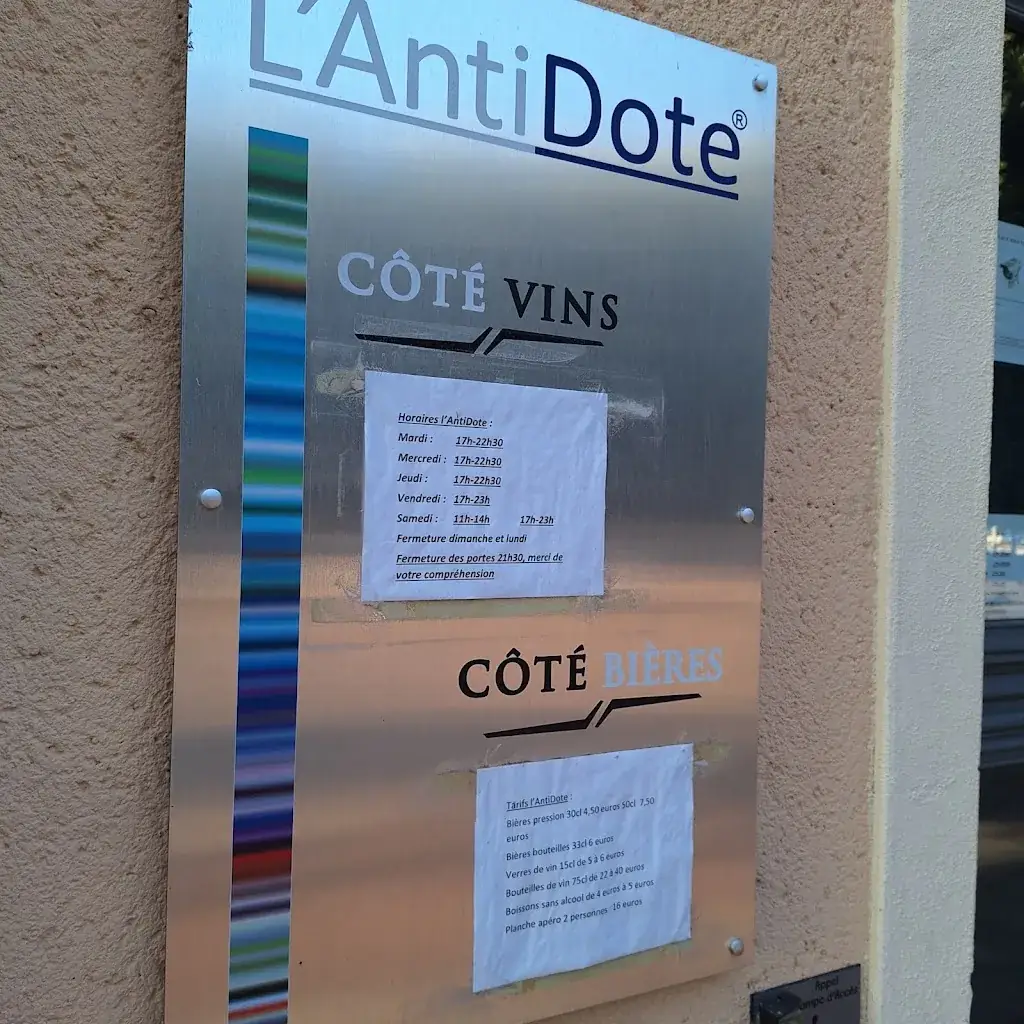 L'AntiDote®
CÔTÉ VINS
Horaires l'AntiDote :
Mardi : 17h-22h30
Mercredi : 17h-22h30
Jeudi : 17h-22h30
Vendredi : 17h-23h
Samedi : 11h-14h 17h-23h
Fermeture dimanche et lundi
Fermeture des portes 21h30, merci de
votre compréhension
CÔTÉ BIÈRES
Tarifs l'AntiDote :
Bières pression 30cl 4,50 euros 50cl 7,50
euros
Bières bouteilles 33cl 6 euros
Verres de vin 15cl de 5 à 6 euros
Bouteilles de vin 75cl de 22 à 40 euros
Boissons sans alcool de 4 euros à 5 euros
Planche apéro 2 personnes 16 euros
Appel